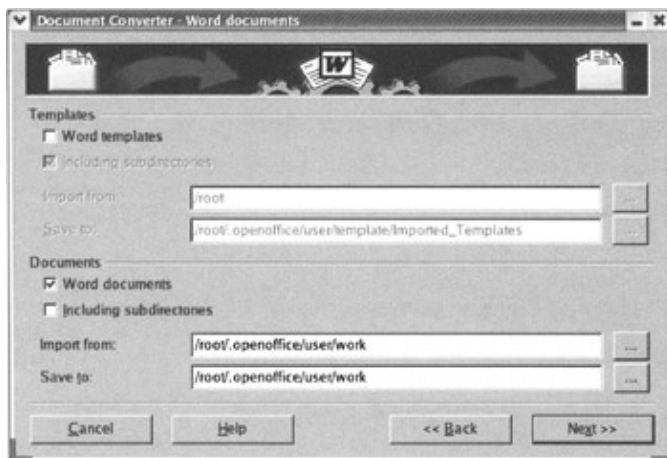 Document Converter - Word documents
W
Templates
Word templates
Including subdirectones
Import from
/root
Save to:
/root/.openoffice/user/template/Imported_Templates
...
Documents
Word documents
Including subdirectones
Import from:
/root/.openoffice/user/work
...
Save to:
/root/.openoffice/user/work
...
Cancel
Help
<< Back
Next >>